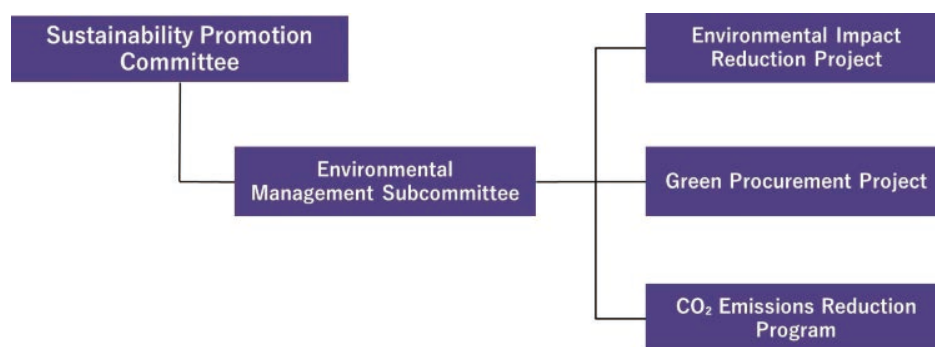 Sustainability Promotion
Committee
Environmental
Management Subcommittee
Environmental Impact
Reduction Project
Green Procurement Project
CO₂ Emissions Reduction
Program